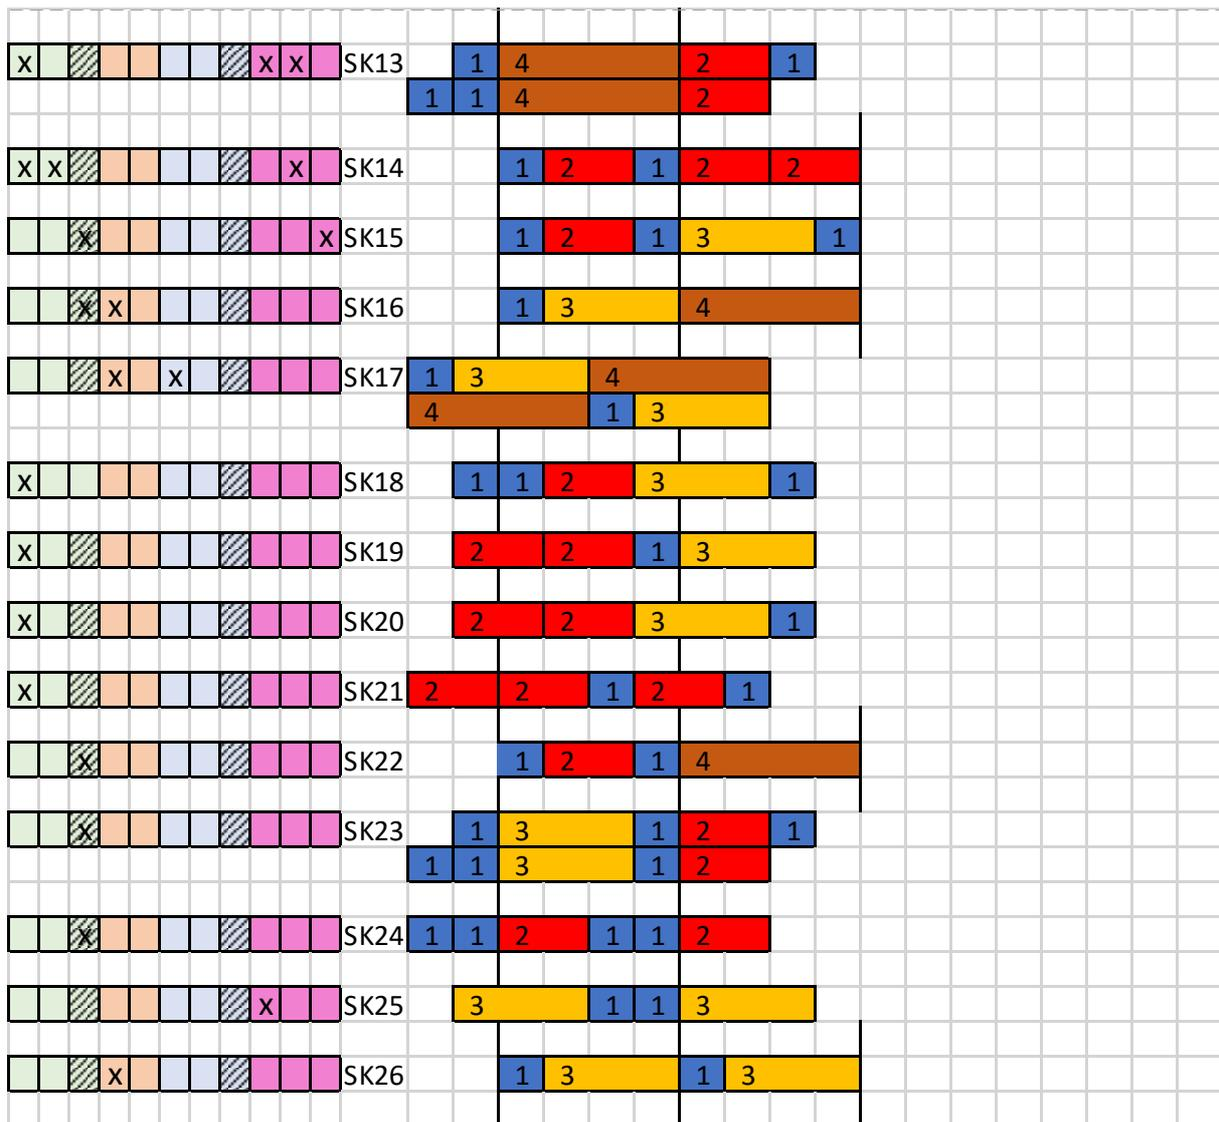 x x x SK13 1 4 2 1
1 1 4 2
x x x SK14 1 2 1 2 2
x x SK15 1 2 1 3 1
x x SK16 1 3 4
x x SK17 1 3 4
4 1 3
x SK18 1 1 2 3 1
x SK19 2 2 1 3
x SK20 2 2 3 1
x SK21 2 2 1 2 1
x SK22 1 2 1 4
x SK23 1 3 1 2 1
1 1 3 1 2
x SK24 1 1 2 1 1 2
x SK25 3 1 1 3
x SK26 1 3 1 3